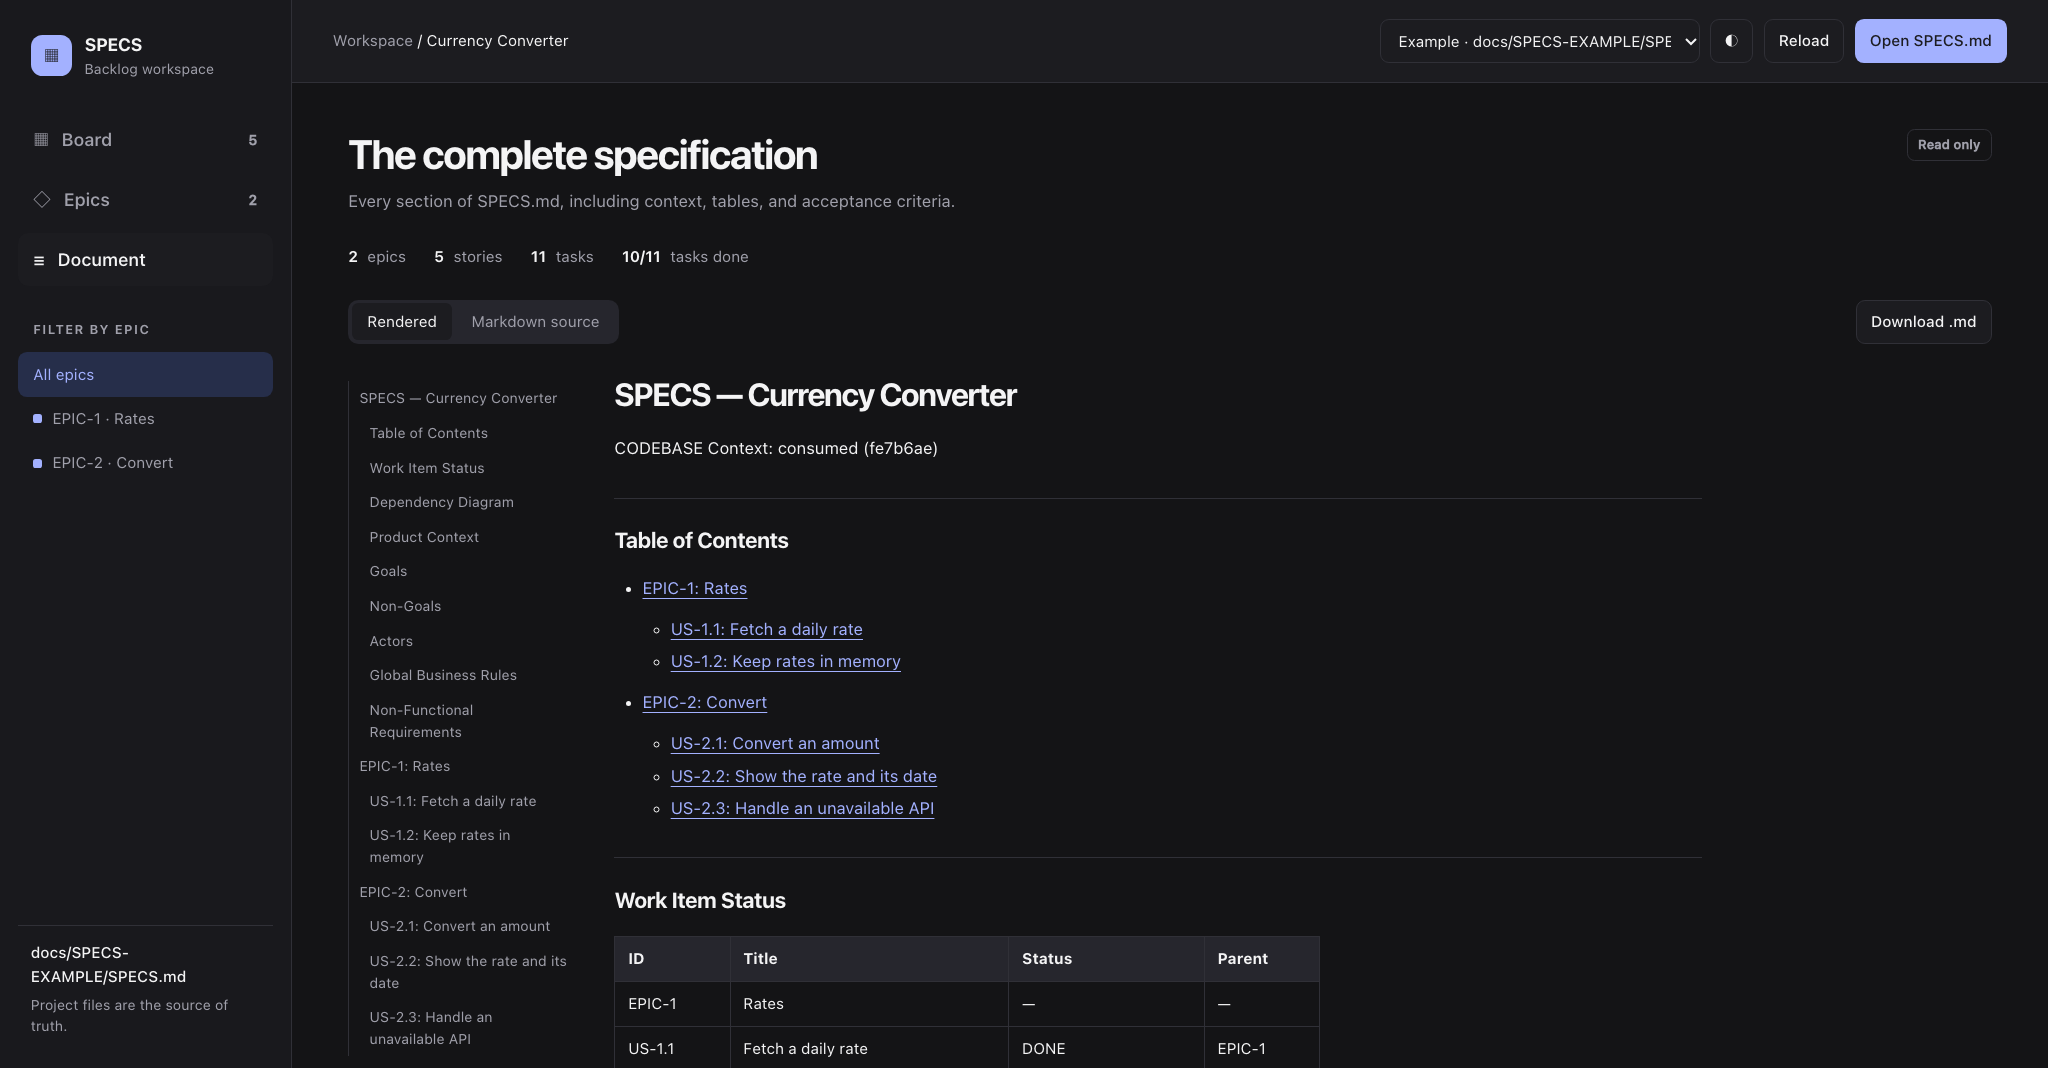 SPECS
Backlog workspace
Board 5
Epics 2
Document
FILTER BY EPIC
All epics
EPIC-1 · Rates
EPIC-2 · Convert
docs/SPECS-
EXAMPLE/SPECS.md
Project files are the source of
truth.
Workspace / Currency Converter
Example · docs/SPECS-EXAMPLE/SPE
Reload
Open SPECS.md
The complete specification
Read only
Every section of SPECS.md, including context, tables, and acceptance criteria.
2 epics 5 stories 11 tasks 10/11 tasks done
Rendered Markdown source
Download .md
SPECS — Currency Converter
Table of Contents
Work Item Status
Dependency Diagram
Product Context
Goals
Non-Goals
Actors
Global Business Rules
Non-Functional
Requirements
EPIC-1: Rates
US-1.1: Fetch a daily rate
US-1.2: Keep rates in
memory
EPIC-2: Convert
US-2.1: Convert an amount
US-2.2: Show the rate and its
date
US-2.3: Handle an
unavailable API
SPECS — Currency Converter
CODEBASE Context: consumed (fe7b6ae)
Table of Contents
EPIC-1: Rates
US-1.1: Fetch a daily rate
US-1.2: Keep rates in memory
EPIC-2: Convert
US-2.1: Convert an amount
US-2.2: Show the rate and its date
US-2.3: Handle an unavailable API
Work Item Status
ID Title Status Parent
EPIC-1 Rates — —
US-1.1 Fetch a daily rate DONE EPIC-1